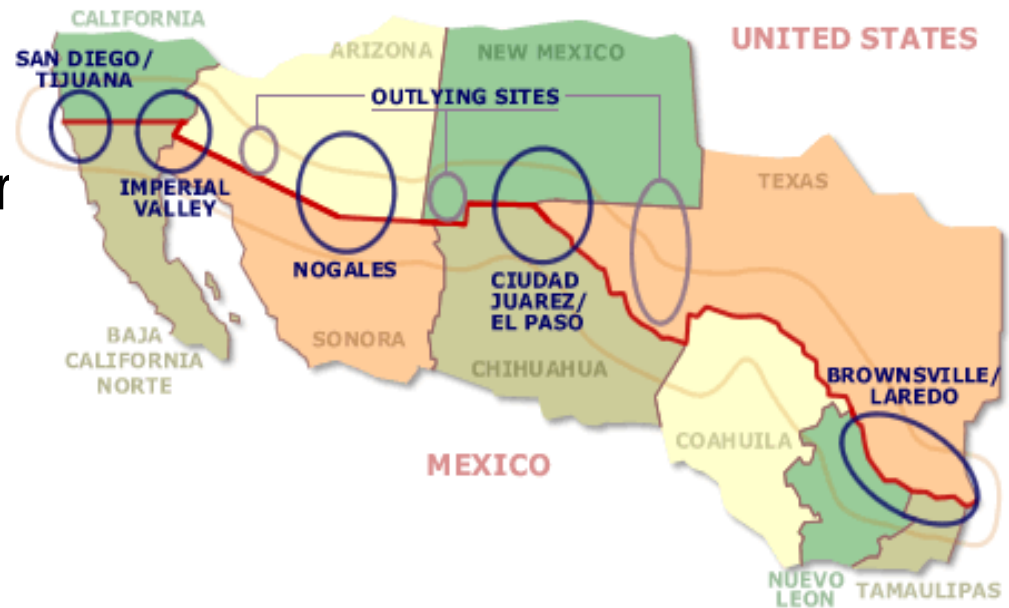 CALIFORNIA
SAN DIEGO/
TIJUANA
ARIZONA
NEW MEXICO
UNITED STATES
OUTLYING SITES
r
IMPERIAL
VALLEY
TEXAS
NOGALES
CIUDAD
JUAREZ/
EL PASO
BAJA
CALIFORNIA
NORTE
SONORA
CHIHUAHUA
BROWNSVILLE/
LAREDO
COAHUILA
MEXICO
NUEVO
LEON
TAMAULIPAS